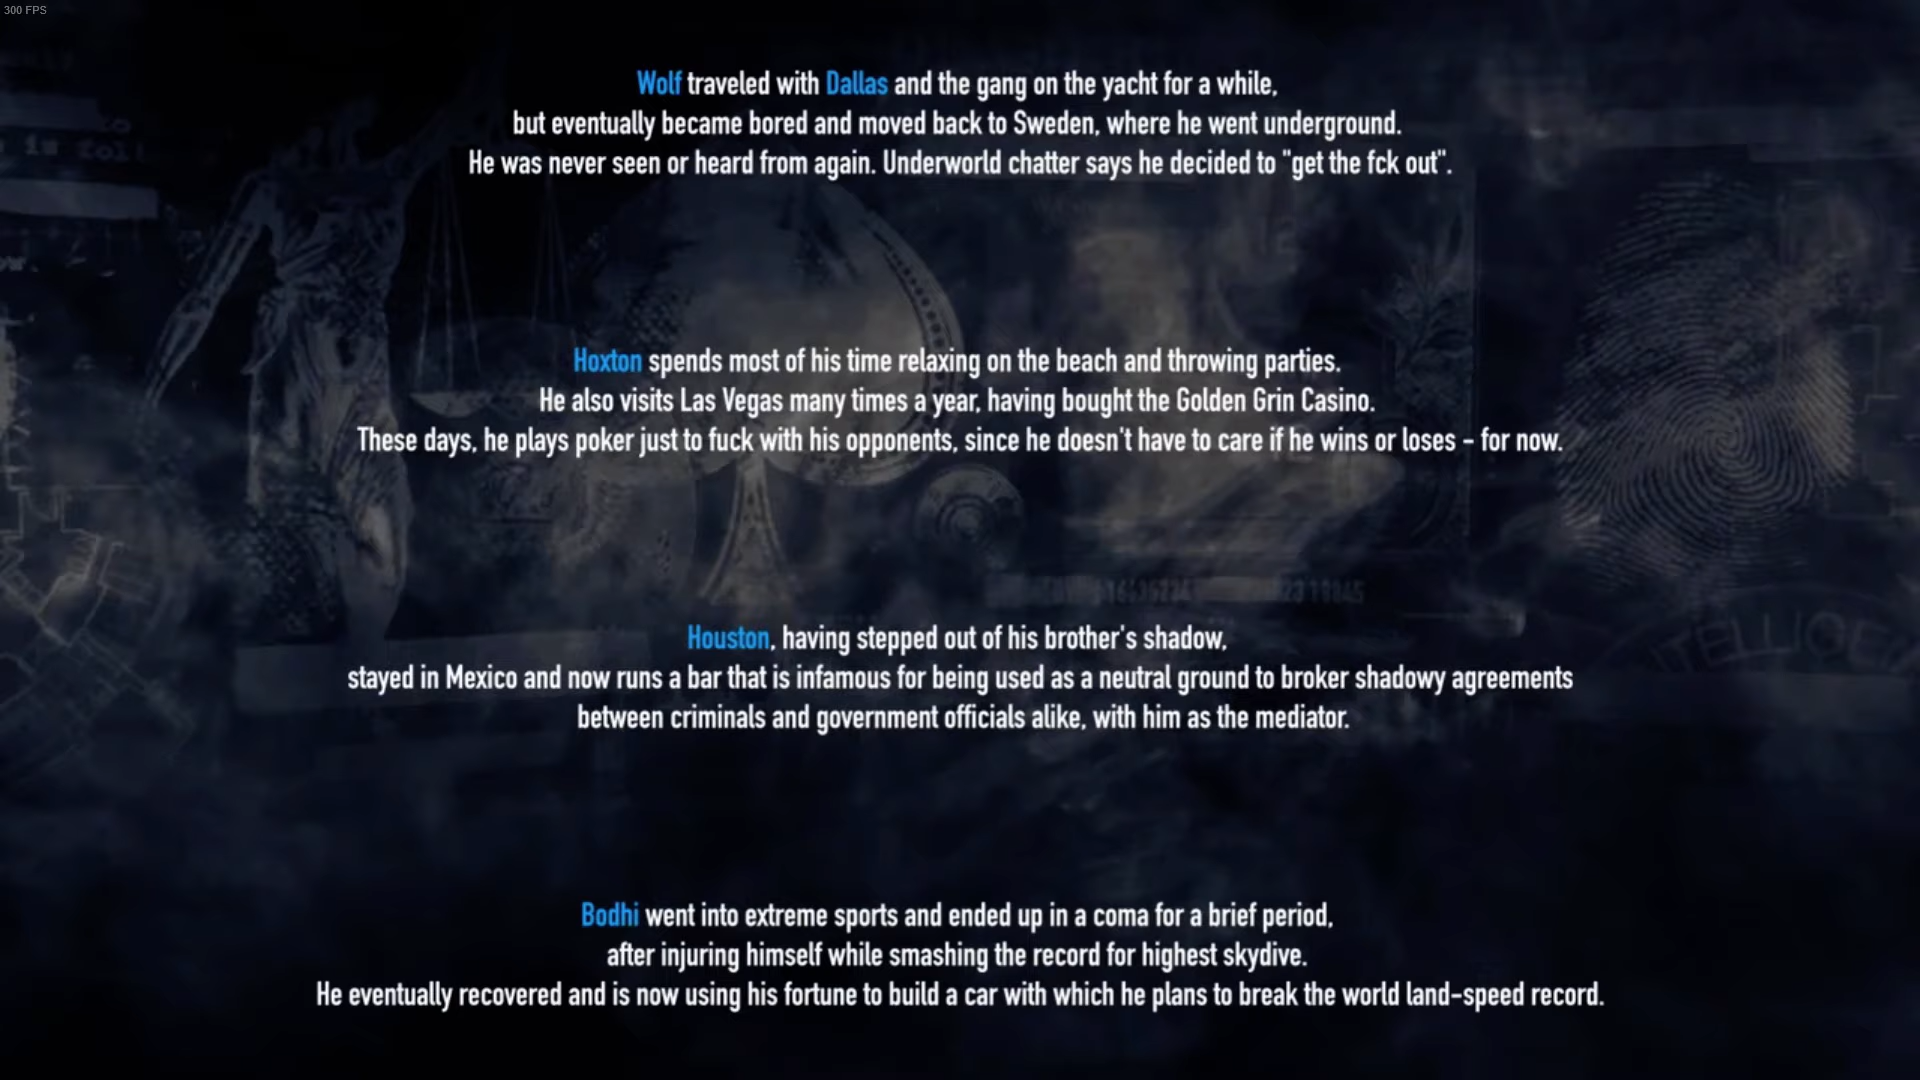 300 FPS
Wolf traveled with Dallas and the gang on the yacht for a while,
but eventually became bored and moved back to Sweden, where he went underground.
He was never seen or heard from again. Underworld chatter says he decided to "get the fck out".
Hoxton spends most of his time relaxing on the beach and throwing parties.
He also visits Las Vegas many times a year, having bought the Golden Grin Casino.
These days, he plays poker just to fuck with his opponents, since he doesn't have to care if he wins or loses - for now.
Houston, having stepped out of his brother's shadow,
stayed in Mexico and now runs a bar that is infamous for being used as a neutral ground to broker shadowy agreements
between criminals and government officials alike, with him as the mediator.
Bodhi went into extreme sports and ended up in a coma for a brief period,
after injuring himself while smashing the record for highest skydive.
He eventually recovered and is now using his fortune to build a car with which he plans to break the world land-speed record.